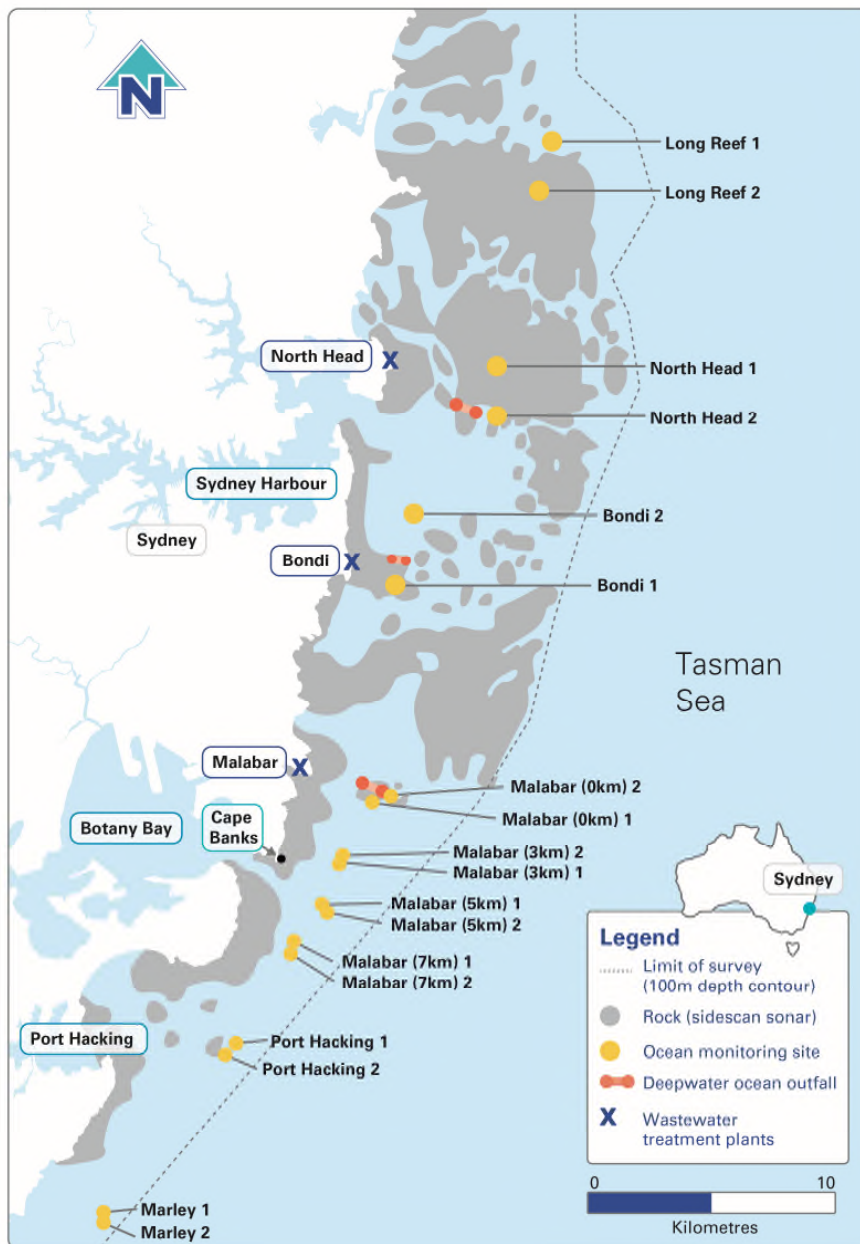 N
Long Reef 1
Long Reef 2
North Head
North Head 1
North Head 2
Sydney Harbour
Sydney
Bondi 2
Bondi
Bondi 1
Tasman
Sea
Malabar
Malabar (0km) 2
Malabar (0km) 1
Cape
Banks
Botany Bay
Malabar (3km) 2
Malabar (3km) 1
Malabar (5km) 1
Malabar (5km) 2
Malabar (7km) 1
Malabar (7km) 2
Port Hacking
Port Hacking 1
Port Hacking 2
Marley 1
Marley 2
Sydney
Legend
Limit of survey
(100m depth contour)
Rock (sidescan sonar)
Ocean monitoring site
Deepwater ocean outfall
X Wastewater
treatment plants
0 10
Kilometres